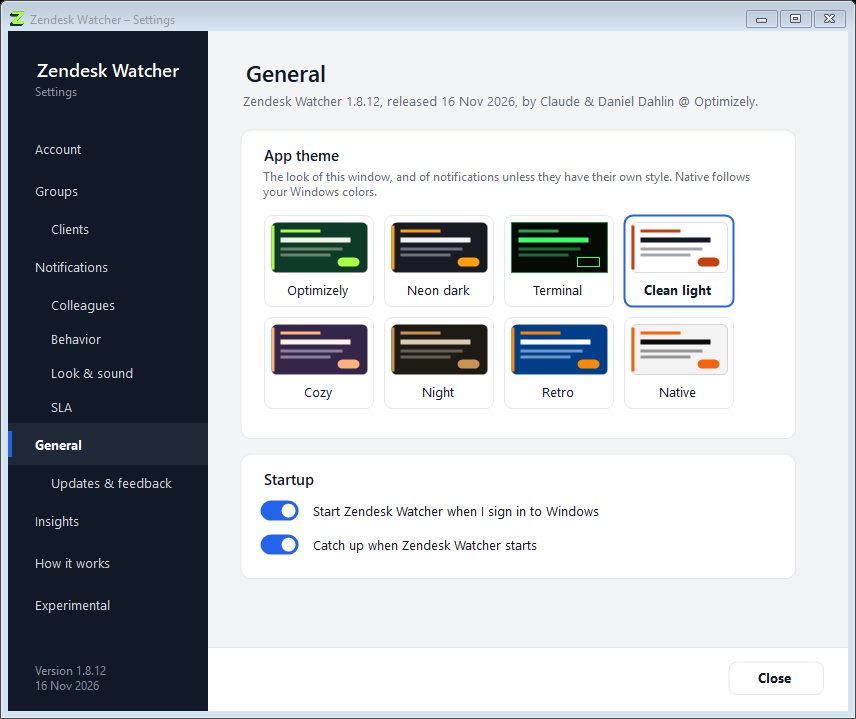 Zendesk Watcher – Settings
Zendesk Watcher
Settings
Account
Groups
Clients
Notifications
Colleagues
Behavior
Look & sound
SLA
General
Updates & feedback
Insights
How it works
Experimental
Version 1.8.12
16 Nov 2026
General
Zendesk Watcher 1.8.12, released 16 Nov 2026, by Claude & Daniel Dahlin @ Optimizely.
App theme
The look of this window, and of notifications unless they have their own style. Native follows
your Windows colors.
Optimizely
Neon dark
Terminal
Clean light
Cozy
Night
Retro
Native
Startup
Start Zendesk Watcher when I sign in to Windows
Catch up when Zendesk Watcher starts
Close